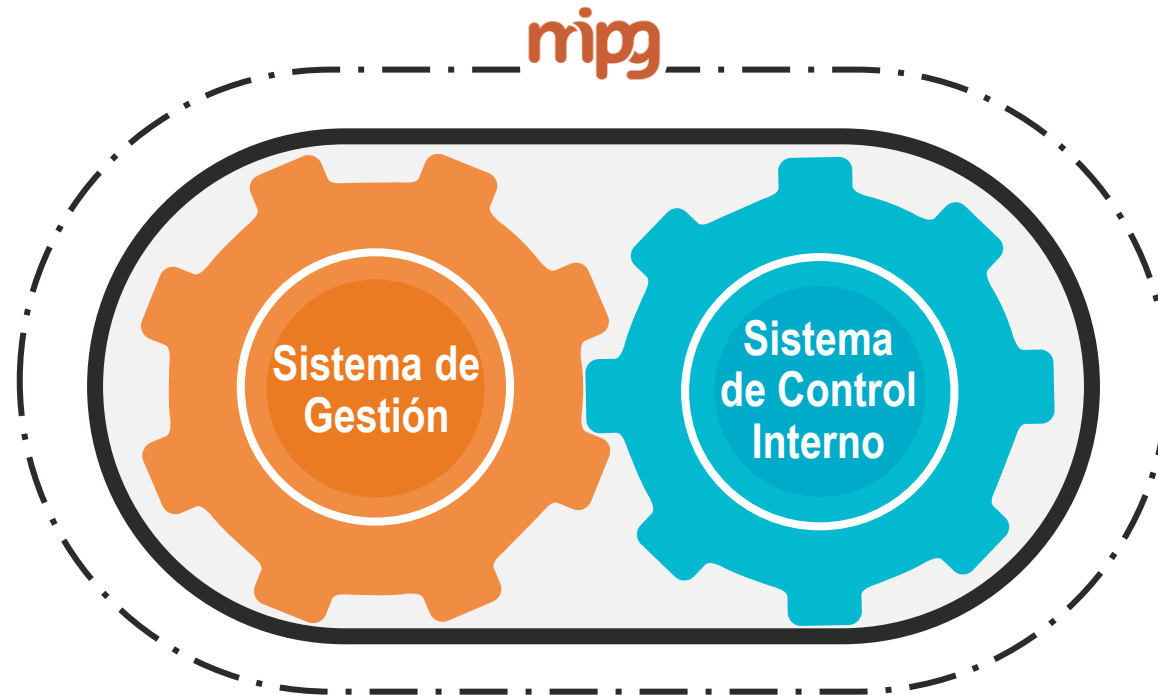 mipg
Sistema de
Gestión
Sistema
de Control
Interno